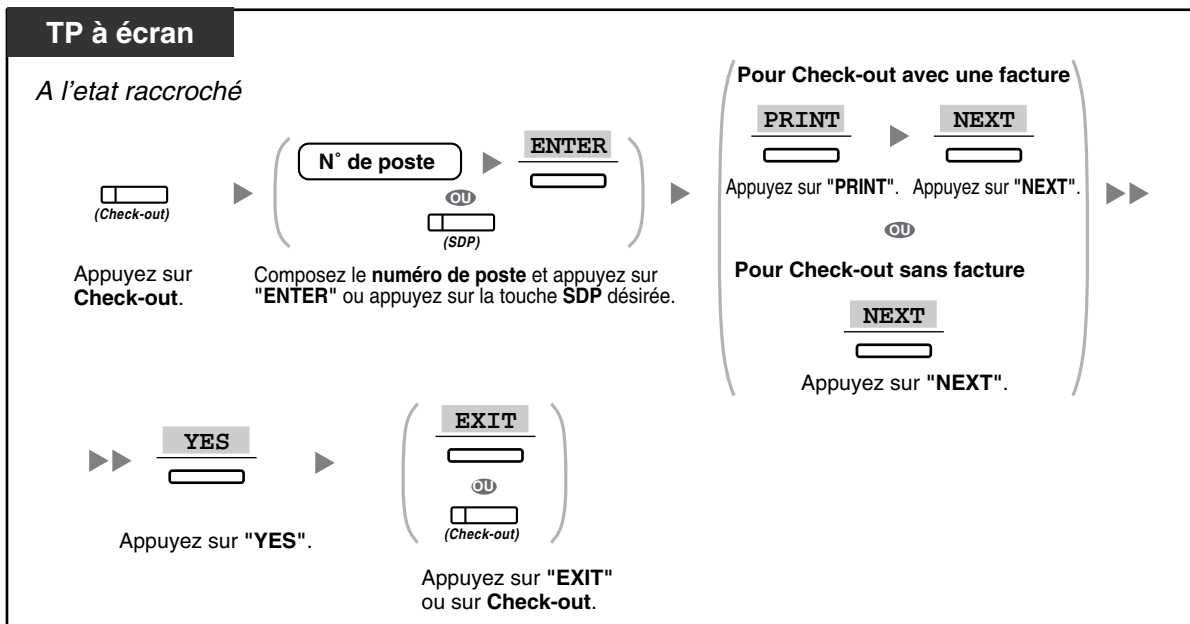 TP à écran
A l'etat raccroché
(Check-out)
Appuyez sur
Check-out.
N° de poste
ENTER
OU
(SDP)
Composez le numéro de poste et appuyez sur
"ENTER" ou appuyez sur la touche SDP désirée.
Pour Check-out avec une facture
PRINT
NEXT
Appuyez sur "PRINT". Appuyez sur "NEXT".
OU
Pour Check-out sans facture
NEXT
Appuyez sur "NEXT".
YES
Appuyez sur "YES".
EXIT
OU
(Check-out)
Appuyez sur "EXIT"
ou sur Check-out.